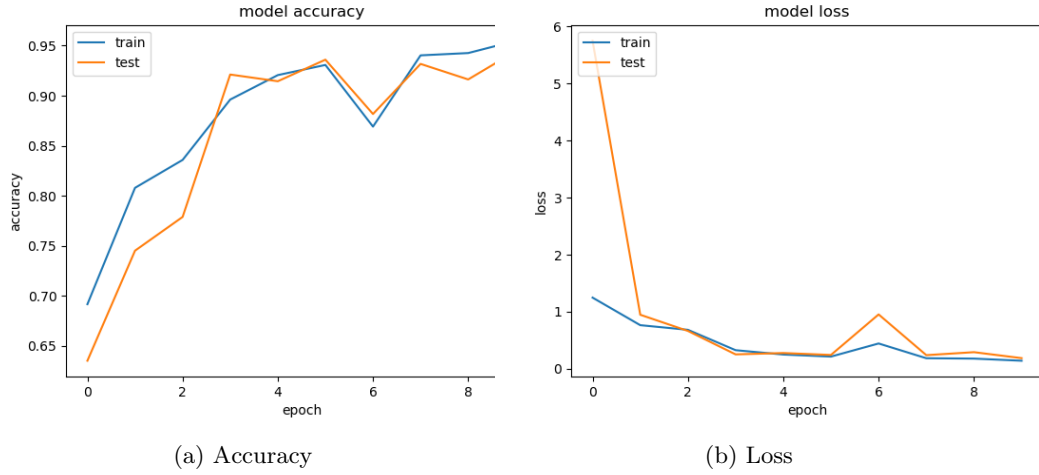 model accuracy
train
test
0.95
0.90
0.85
0.80
0.75
0.70
0.65
accuracy
0 2 4 6 8
epoch
(a) Accuracy
model loss
train
test
6
5
4
3
2
1
0
loss
0 2 4 6 8
epoch
(b) Loss